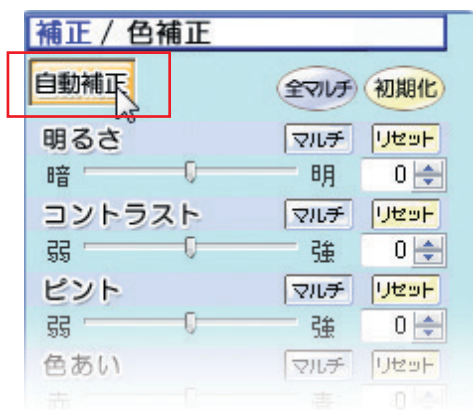 補正 / 色補正
自動補正 全マルチ 初期化
明るさ マルチ リセット
暗 明 0
コントラスト マルチ リセット
弱 強 0
ピント マルチ リセット
弱 強 0
色あい マルチ リセット
赤 青 0